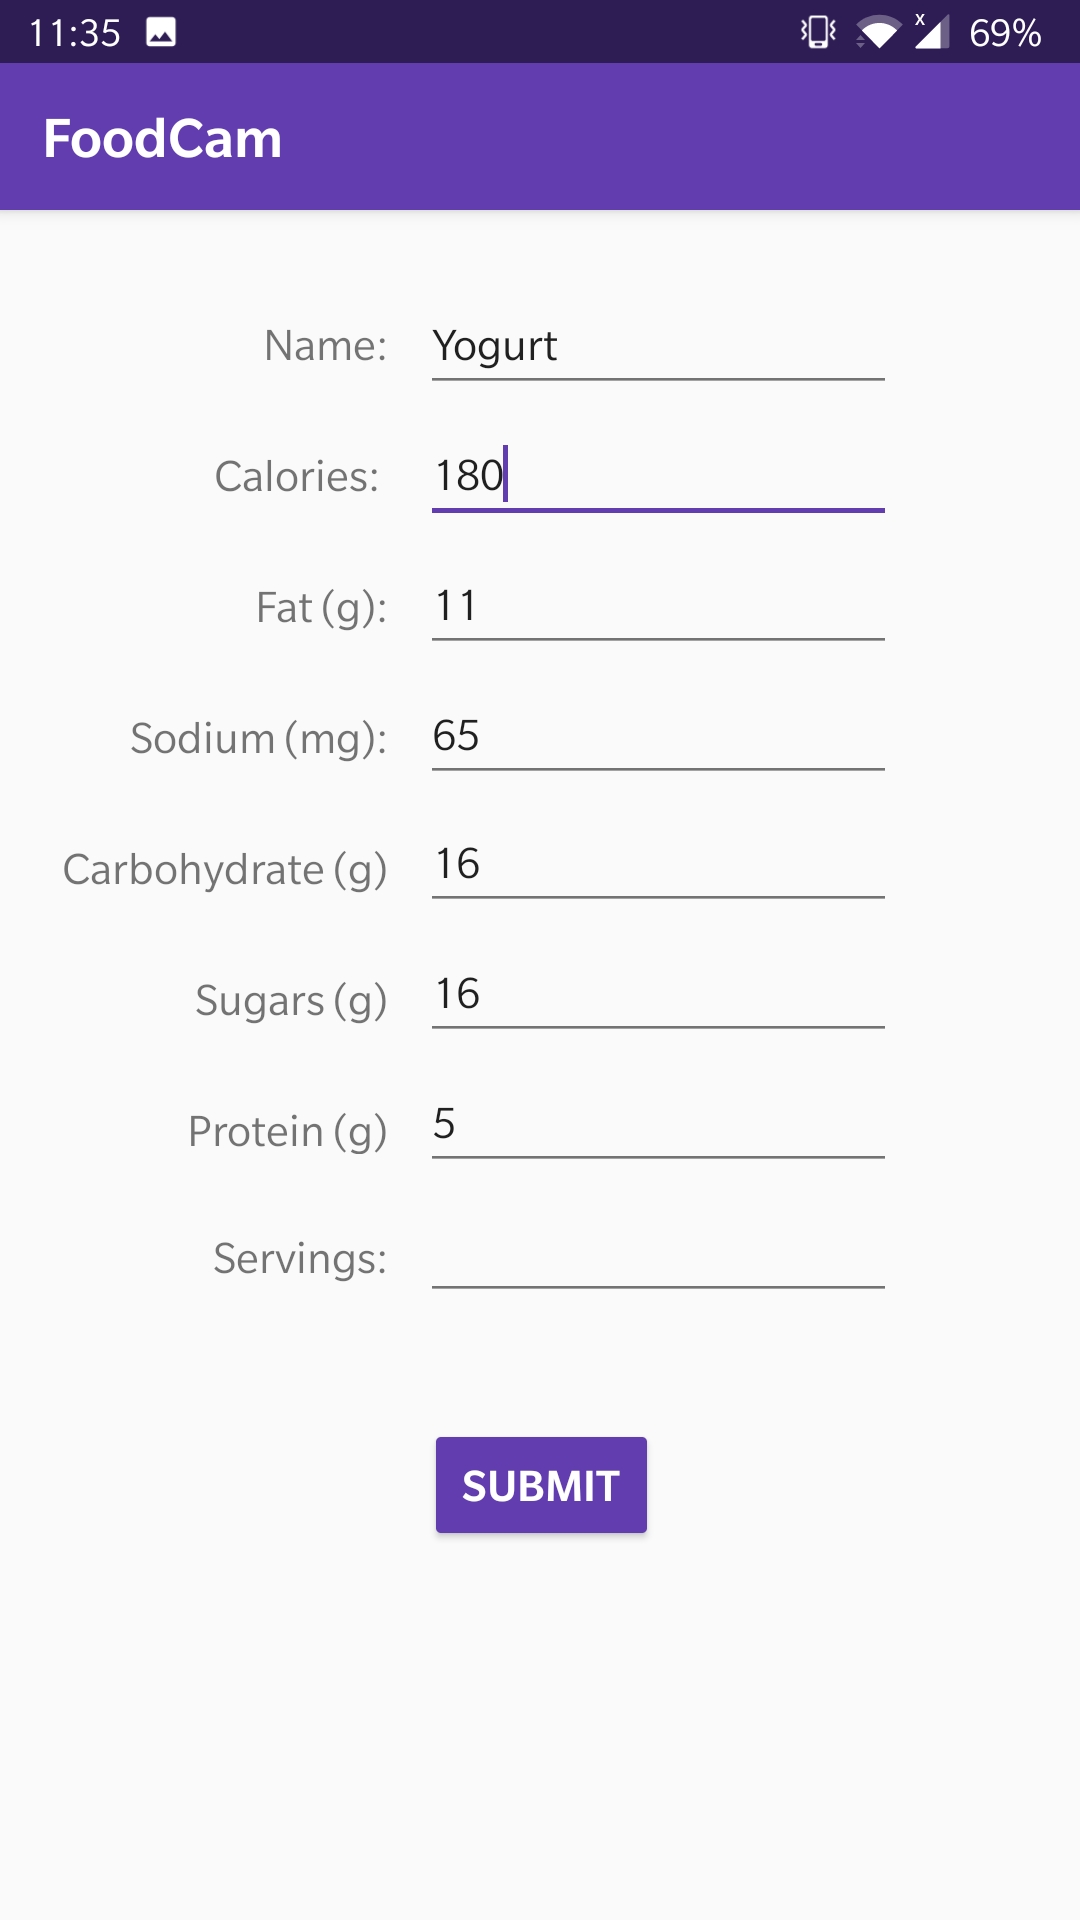 11:35 69%
FoodCam
Name: Yogurt
Calories: 180
Fat (g): 11
Sodium (mg): 65
Carbohydrate (g) 16
Sugars (g) 16
Protein (g) 5
Servings:
SUBMIT